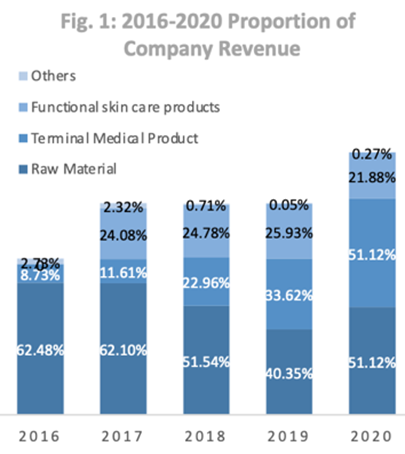 Fig. 1: 2016-2020 Proportion of
Company Revenue
Others
Functional skin care products
Terminal Medical Product
Raw Material
2.32% 0.71% 0.05% 0.27%
24.08% 24.78% 25.93% 21.88%
2.78%
8.73% 11.61% 22.96% 33.62% 51.12%
62.48% 62.10% 51.54% 40.35% 51.12%
2016 2017 2018 2019 2020